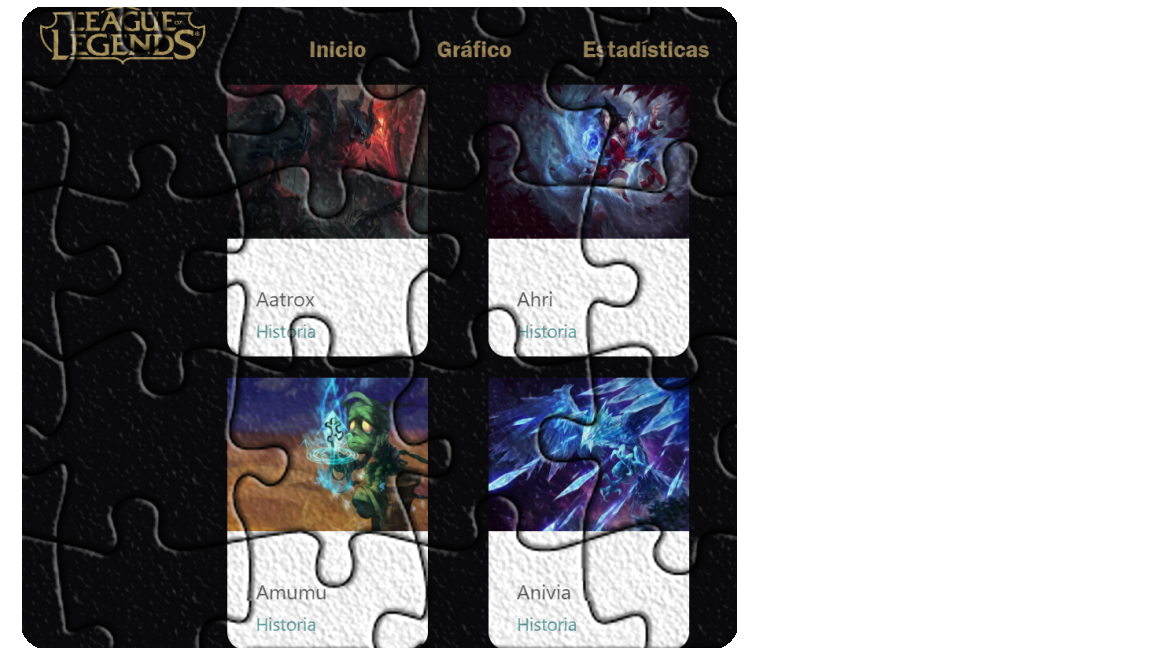 LEAGUE OF
LEGENDS
Inicio Gráfico Estadísticas
Aatrox
Historia
Ahri
Historia
Amumu
Historia
Anivia
Historia